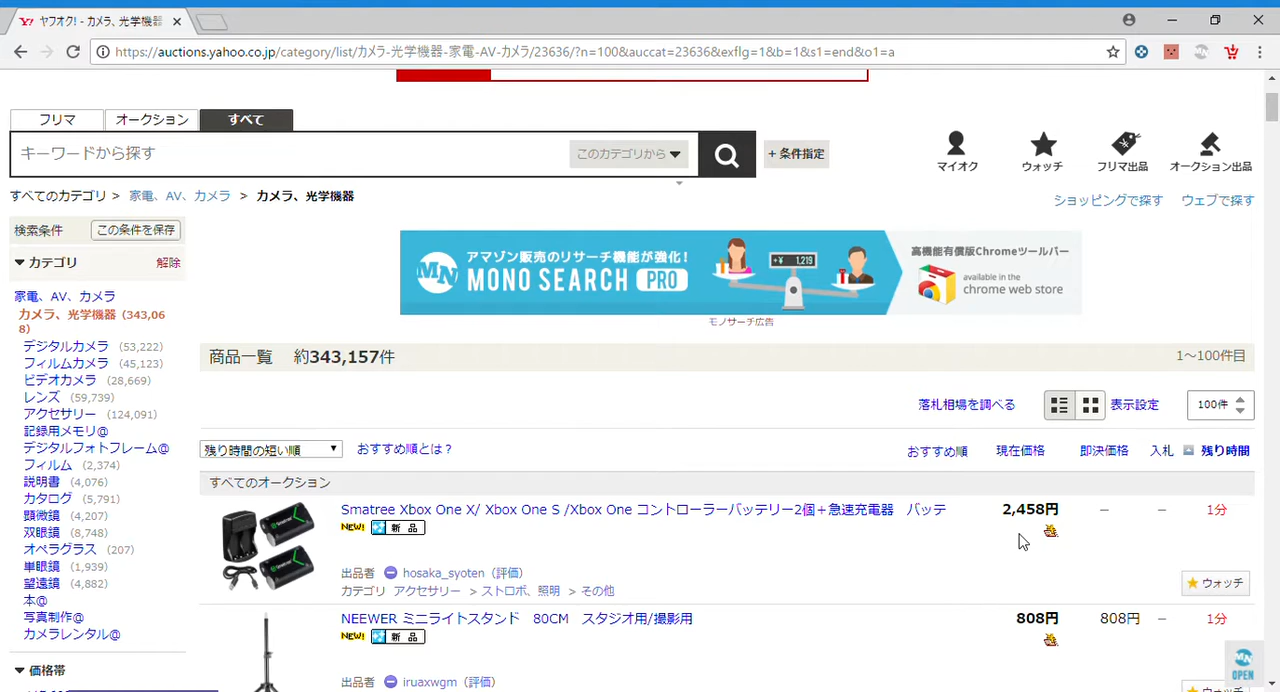 ヤフオク! - カメラ、光学機器
https://auctions.yahoo.co.jp/category/list/カメラ-光学機器-家電-AV-カメラ/23636/?n=100&auccat=23636&exflg=1&b=1&s1=end&o1=a
フリマ オークション すべて
キーワードから探す このカテゴリから ▼ + 条件指定
マイオク ウォッチ フリマ出品 オークション出品
すべてのカテゴリ > 家電、AV、カメラ > カメラ、光学機器
ショッピングで探す ウェブで探す
検索条件 この条件を保存
▼ カテゴリ 解除
家電、AV、カメラ
カメラ、光学機器 (343,06
8)
デジタルカメラ (53,222)
フィルムカメラ (45,123)
ビデオカメラ (28,669)
レンズ (59,739)
アクセサリー (124,091)
記録用メモリ@
デジタルフォトフレーム@
フィルム (2,374)
説明書 (4,076)
カタログ (5,791)
顕微鏡 (4,207)
双眼鏡 (8,748)
オペラグラス (207)
単眼鏡 (1,939)
望遠鏡 (4,882)
本@
写真制作@
カメラレンタル@
▼ 価格帯
MN
アマゾン販売のリサーチ機能が強化!
MONO SEARCH PRO
+¥ 1,219
高機能有償版Chromeツールバー
available in the
chrome web store
モノサーチ広告
商品一覧 約343,157件 1～100件目
落札相場を調べる 表示設定 100件
残り時間の短い順 ▼ おすすめ順とは？ おすすめ順 現在価格 即決価格 入札 残り時間
すべてのオークション
Smatree Xbox One X/ Xbox One S /Xbox One コントローラーバッテリー2個＋急速充電器 バッテ 2,458円 － － 1分
NEW! 新 品
出品者 hosaka_syoten (評価)
カテゴリ アクセサリー > ストロボ、照明 > その他
★ ウォッチ
NEEWER ミニライトスタンド 80CM スタジオ用/撮影用 808円 808円 － 1分
NEW! 新 品
出品者 iruaxwgm (評価)
ウォッチ
MN
OPEN